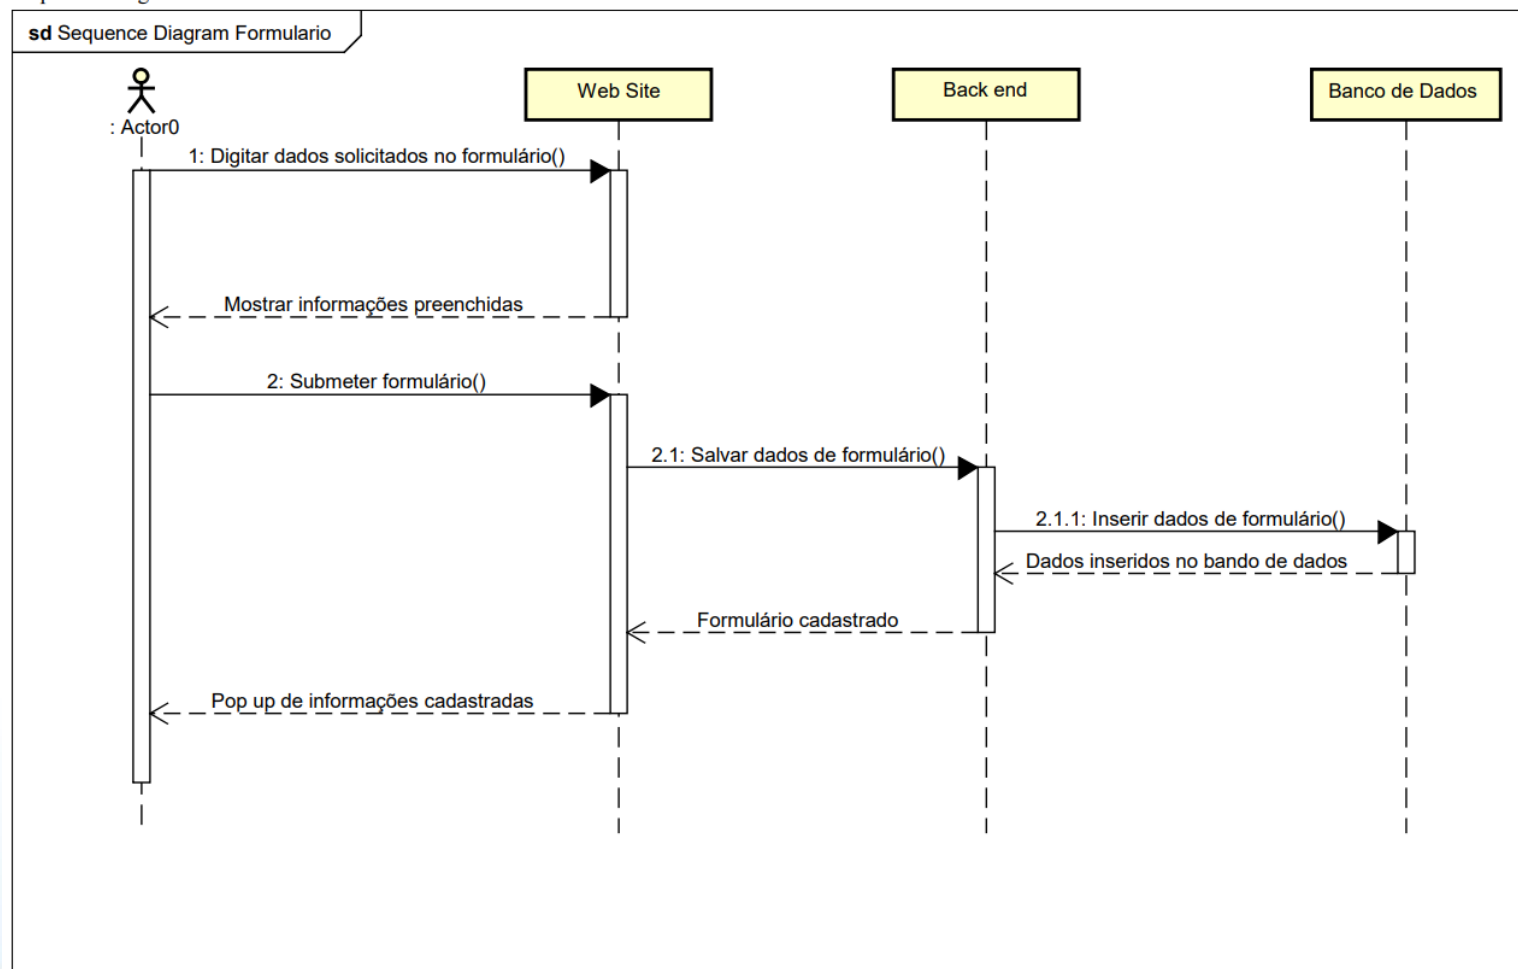 sd Sequence Diagram Formulario
: Actor0
Web Site
Back end
Banco de Dados
1: Digitar dados solicitados no formulário()
Mostrar informações preenchidas
2: Submeter formulário()
2.1: Salvar dados de formulário()
2.1.1: Inserir dados de formulário()
Dados inseridos no bando de dados
Formulário cadastrado
Pop up de informações cadastradas